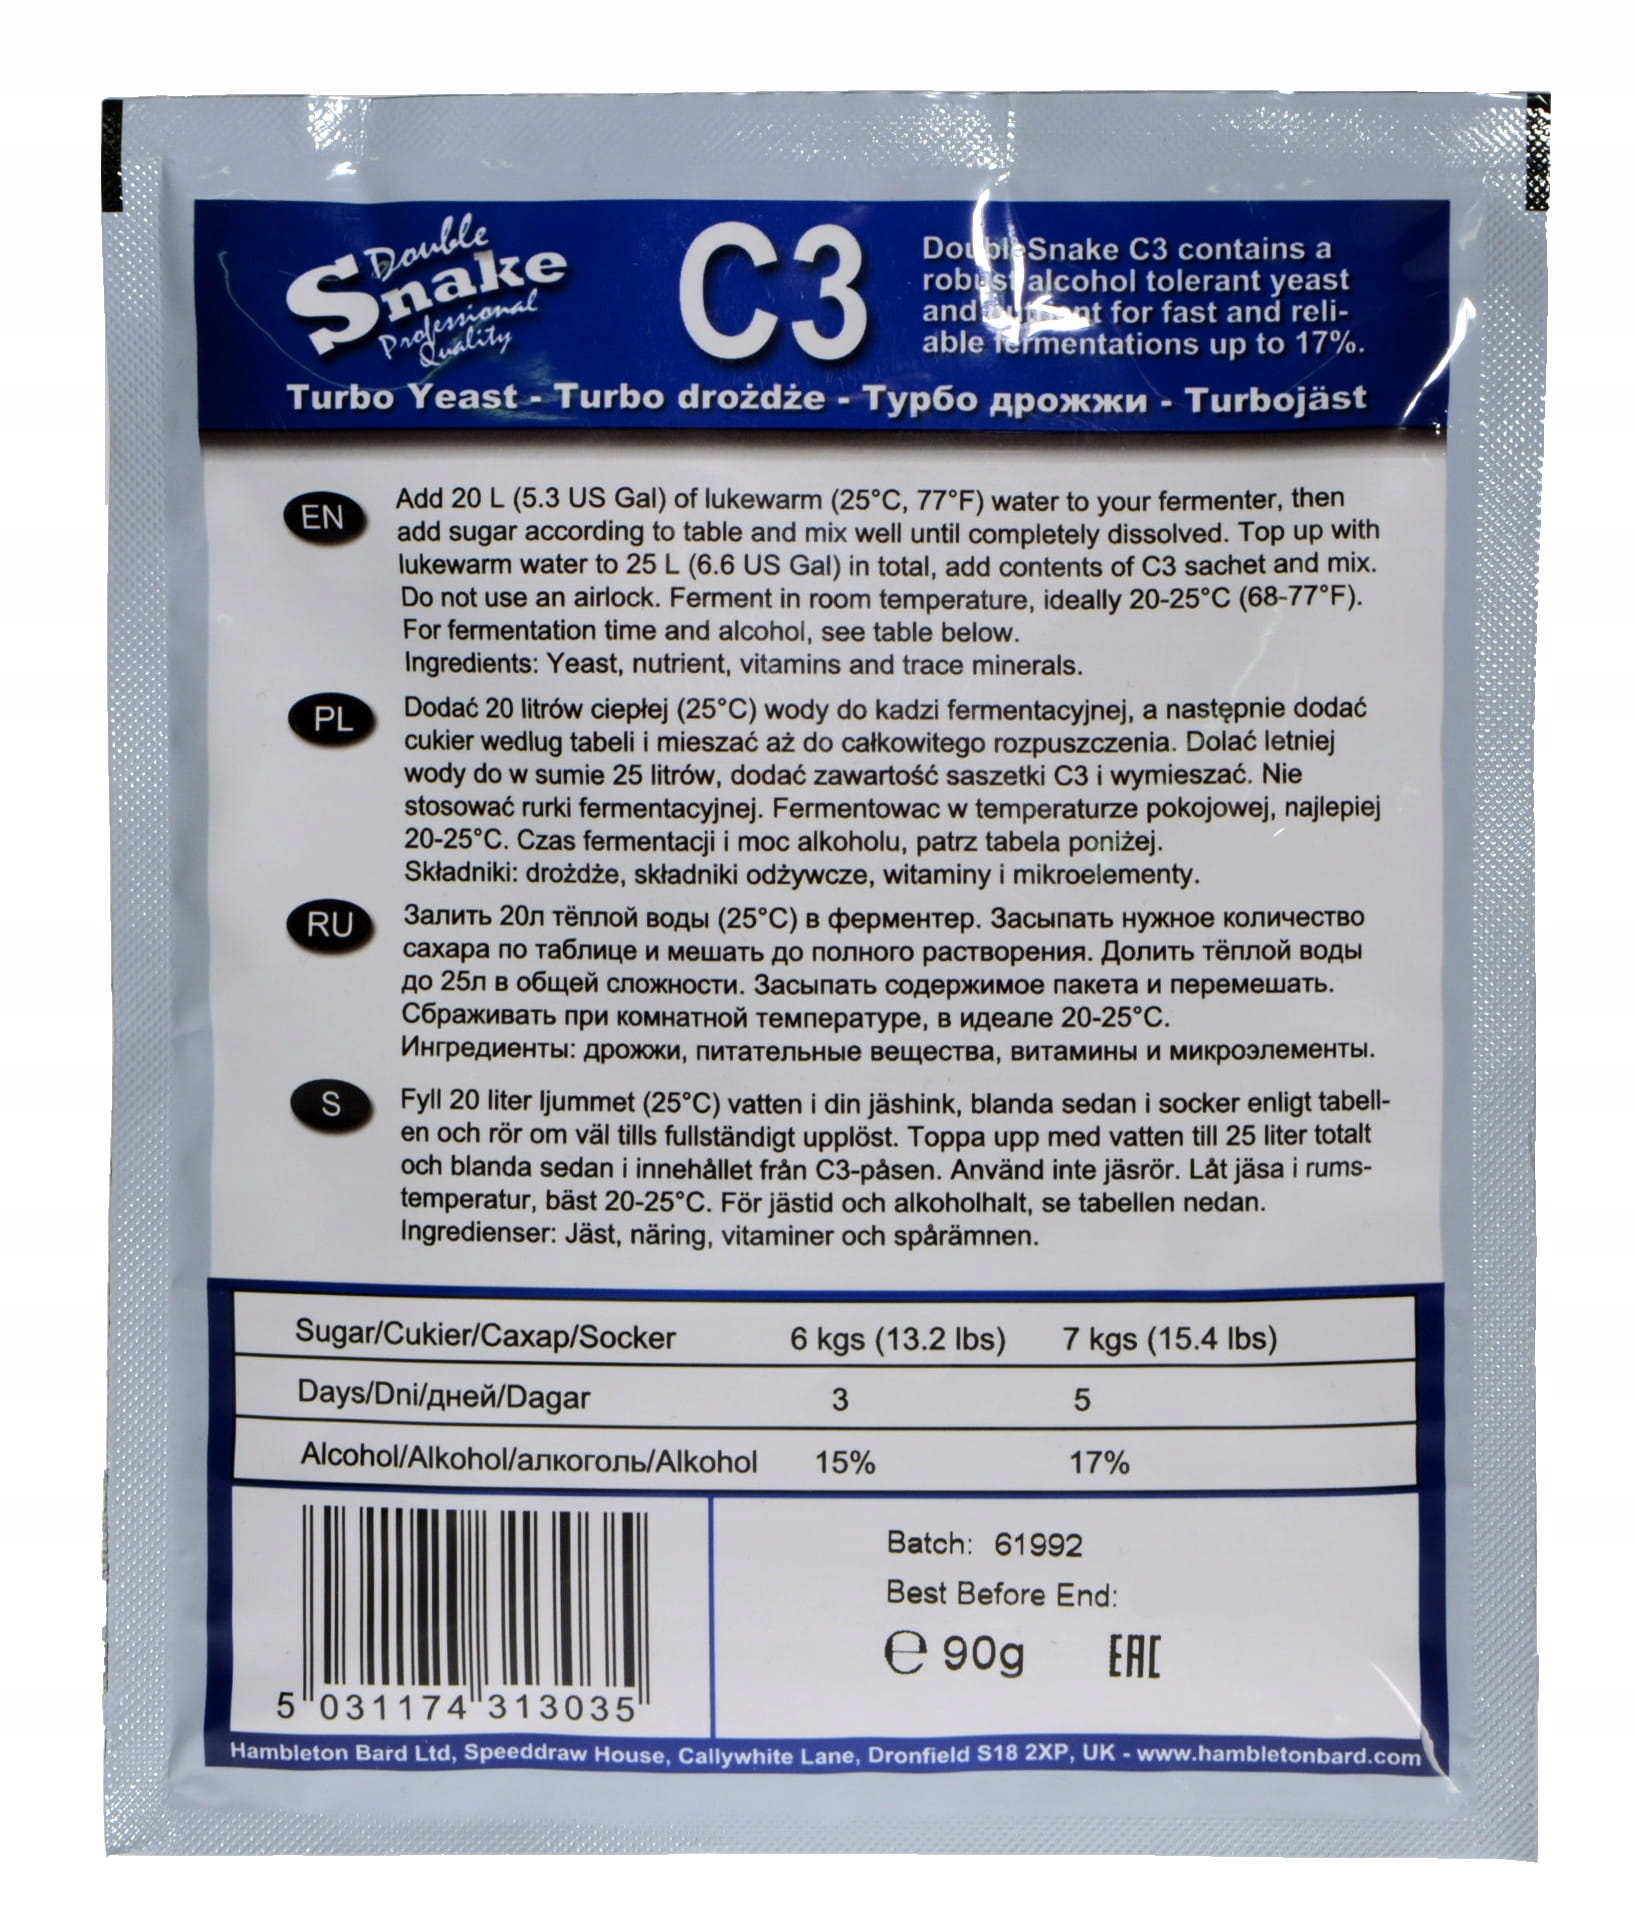 Double
Snake
Professional
Quality
C3
DoubleSnake C3 contains a
robust alcohol tolerant yeast
and nutrient for fast and reli-
able fermentations up to 17%.
Turbo Yeast - Turbo drożdże - Турбо дрожжи - Turbojäst
EN
Add 20 L (5.3 US Gal) of lukewarm (25°C, 77°F) water to your fermenter, then
add sugar according to table and mix well until completely dissolved. Top up with
lukewarm water to 25 L (6.6 US Gal) in total, add contents of C3 sachet and mix.
Do not use an airlock. Ferment in room temperature, ideally 20-25°C (68-77°F).
For fermentation time and alcohol, see table below.
Ingredients: Yeast, nutrient, vitamins and trace minerals.
PL
Dodać 20 litrów ciepłej (25°C) wody do kadzi fermentacyjnej, a następnie dodać
cukier wedlug tabeli i mieszać aż do całkowitego rozpuszczenia. Dolać letniej
wody do w sumie 25 litrów, dodać zawartość saszetki C3 i wymieszać. Nie
stosować rurki fermentacyjnej. Fermentowac w temperaturze pokojowej, najlepiej
20-25°C. Czas fermentacji i moc alkoholu, patrz tabela poniżej.
Składniki: drożdże, składniki odżywcze, witaminy i mikroelementy.
RU
Залить 20л тёплой воды (25°C) в ферментер. Засыпать нужное количество
сахара по таблице и мешать до полного растворения. Долить тёплой воды
до 25л в общей сложности. Засыпать содержимое пакета и перемешать.
Сбраживать при комнатной температуре, в идеале 20-25°C.
Ингредиенты: дрожжи, питательные вещества, витамины и микроэлементы.
S
Fyll 20 liter ljummet (25°C) vatten i din jäshink, blanda sedan i socker enligt tabell-
en och rör om väl tills fullständigt upplöst. Toppa upp med vatten till 25 liter totalt
och blanda sedan i innehållet från C3-påsen. Använd inte jäsrör. Låt jäsa i rums-
temperatur, bäst 20-25°C. För jästid och alkoholhalt, se tabellen nedan.
Ingredienser: Jäst, näring, vitaminer och spårämnen.
Sugar/Cukier/Сахар/Socker 6 kgs (13.2 lbs) 7 kgs (15.4 lbs)
Days/Dni/дней/Dagar 3 5
Alcohol/Alkohol/алкоголь/Alkohol 15% 17%
Batch: 61992
Best Before End:
℮ 90g EAC
5 031174 313035
Hambleton Bard Ltd, Speeddraw House, Callywhite Lane, Dronfield S18 2XP, UK - www.hambletonbard.com